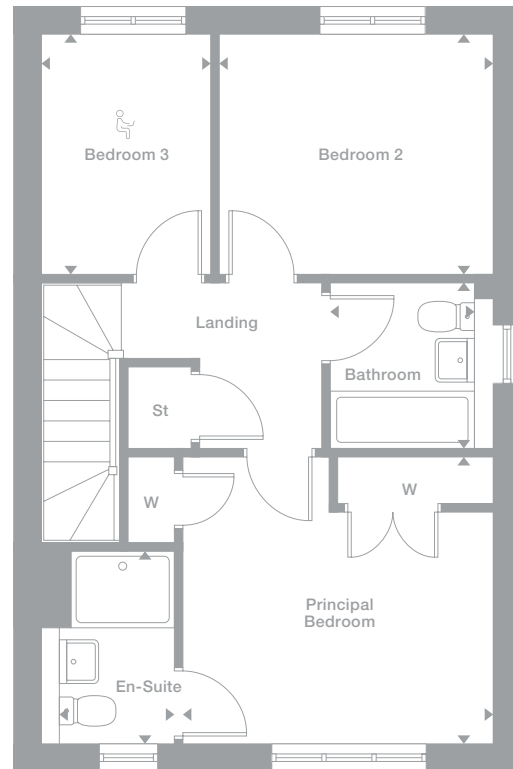 Bedroom 3
Bedroom 2
Landing
Bathroom
St
W
W
Principal
Bedroom
En-Suite